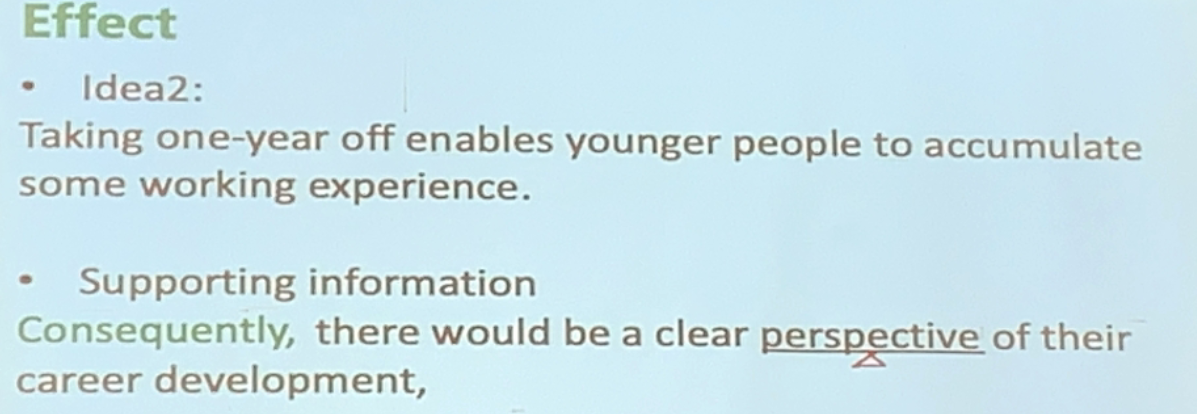 Effect
• Idea2:
Taking one-year off enables younger people to accumulate
some working experience.
• Supporting information
Consequently, there would be a clear perspective of their
career development,